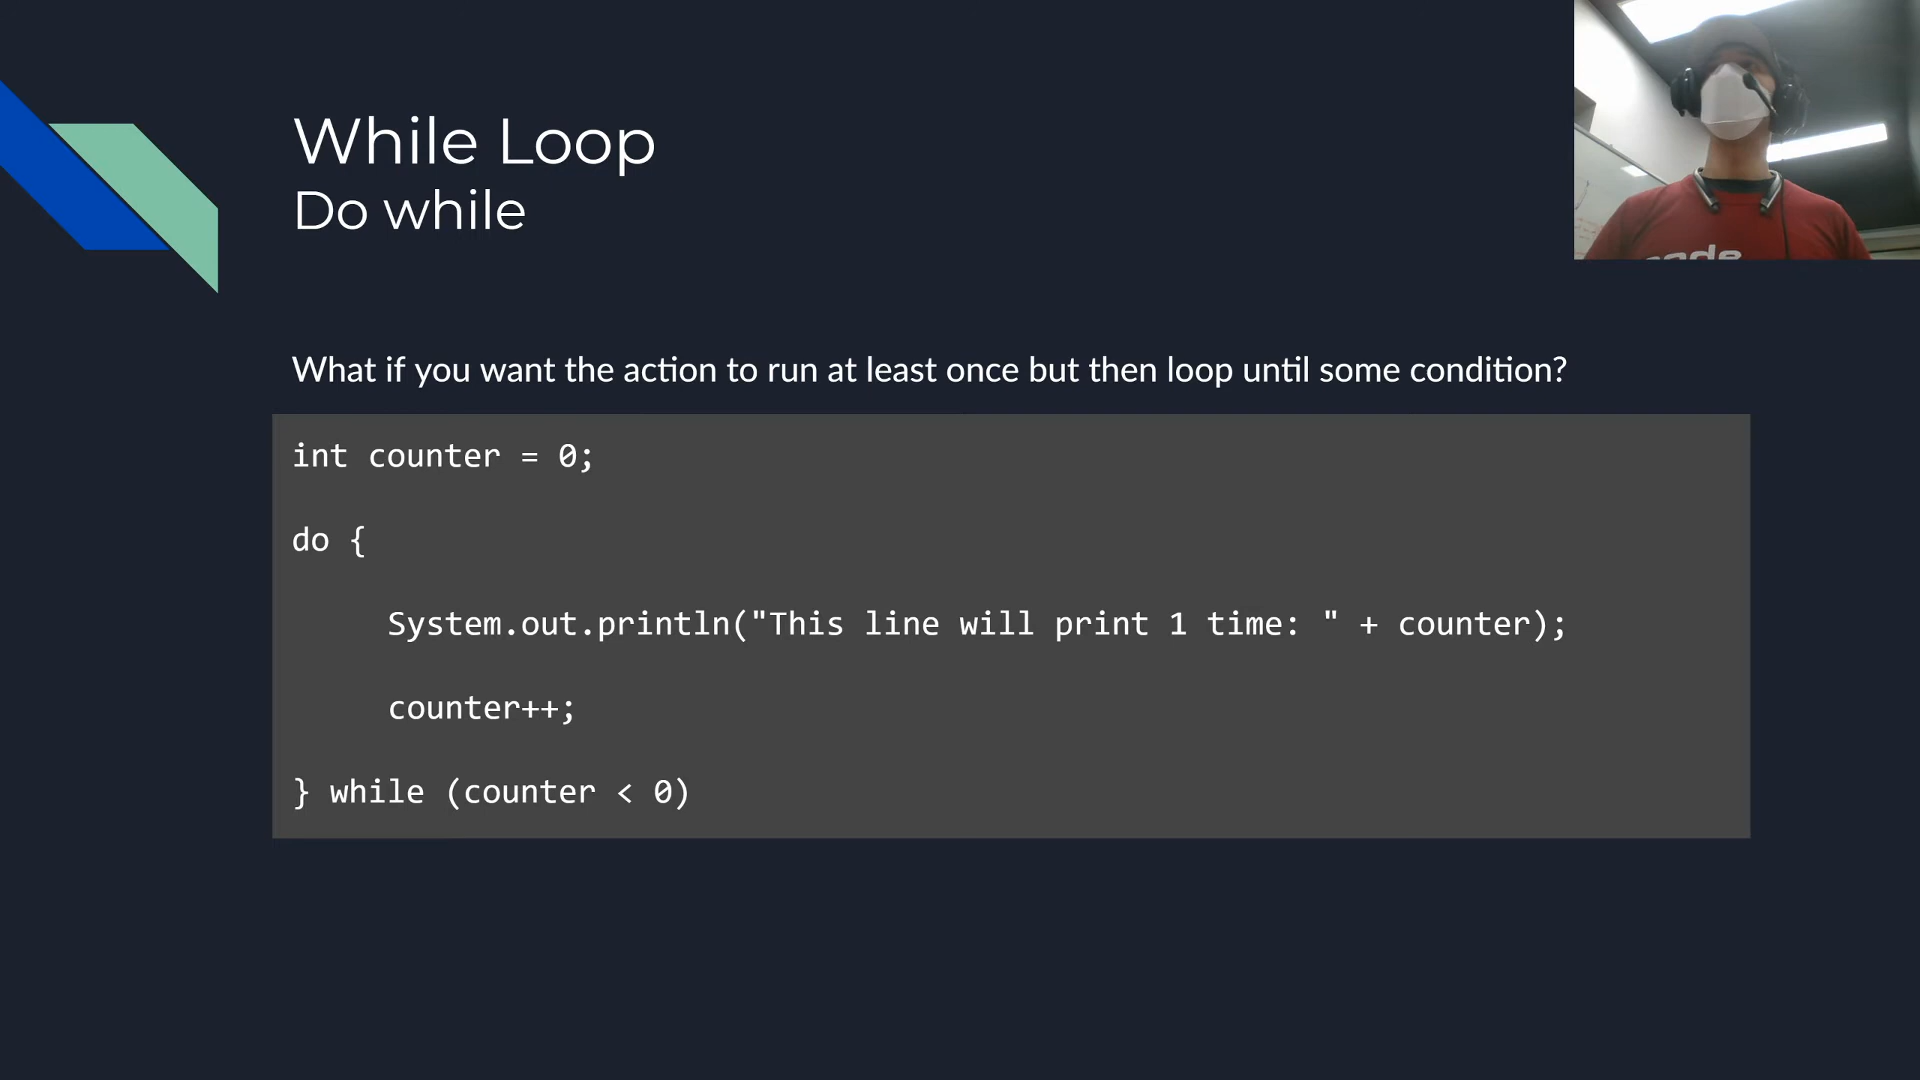 While Loop
Do while
What if you want the action to run at least once but then loop until some condition?
int counter = 0;
do {
System.out.println("This line will print 1 time: " + counter);
counter++;
} while (counter < 0)